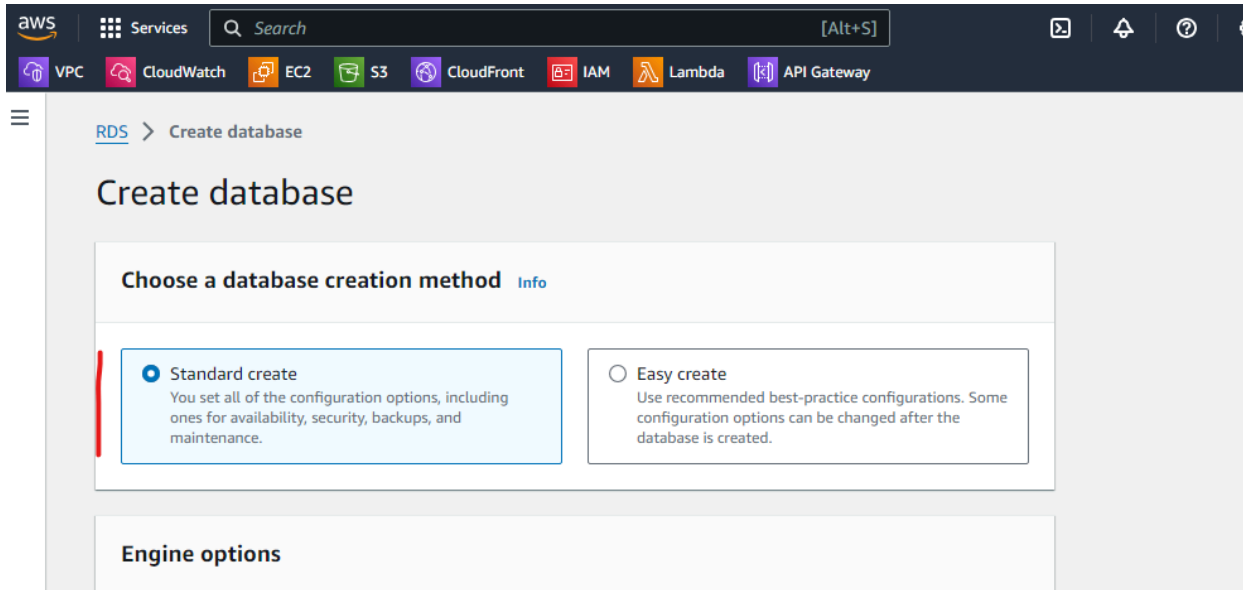 aws
Services
Search
[Alt+S]
VPC
CloudWatch
EC2
S3
CloudFront
IAM
Lambda
API Gateway
RDS
Create database
Create database
Choose a database creation method Info
Standard create
You set all of the configuration options, including
ones for availability, security, backups, and
maintenance.
Easy create
Use recommended best-practice configurations. Some
configuration options can be changed after the
database is created.
Engine options